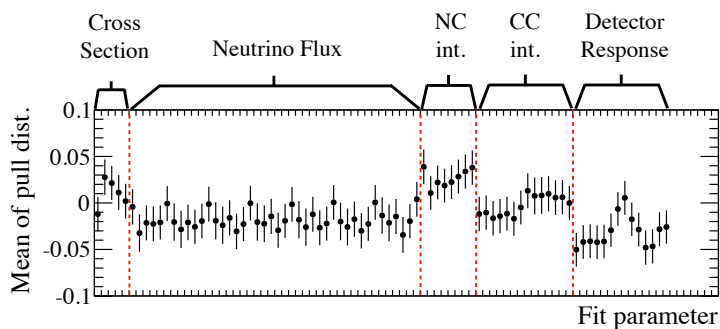 Cross
Section
Neutrino Flux
NC
int.
CC
int.
Detector
Response
Mean of pull dist.
0.1
0.05
0
-0.05
-0.1
Fit parameter